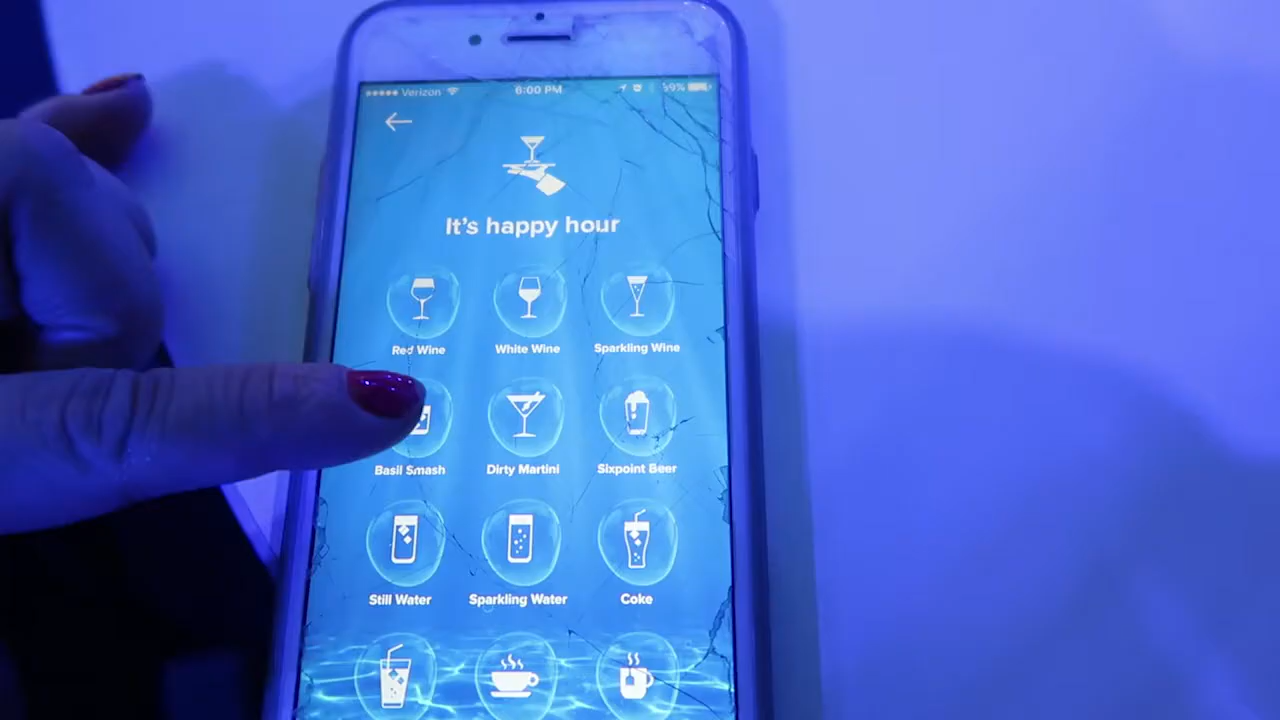 Verizon 6:00 PM 59%
It's happy hour
Red Wine White Wine Sparkling Wine
Basil Smash Dirty Martini Sixpoint Beer
Still Water Sparkling Water Coke